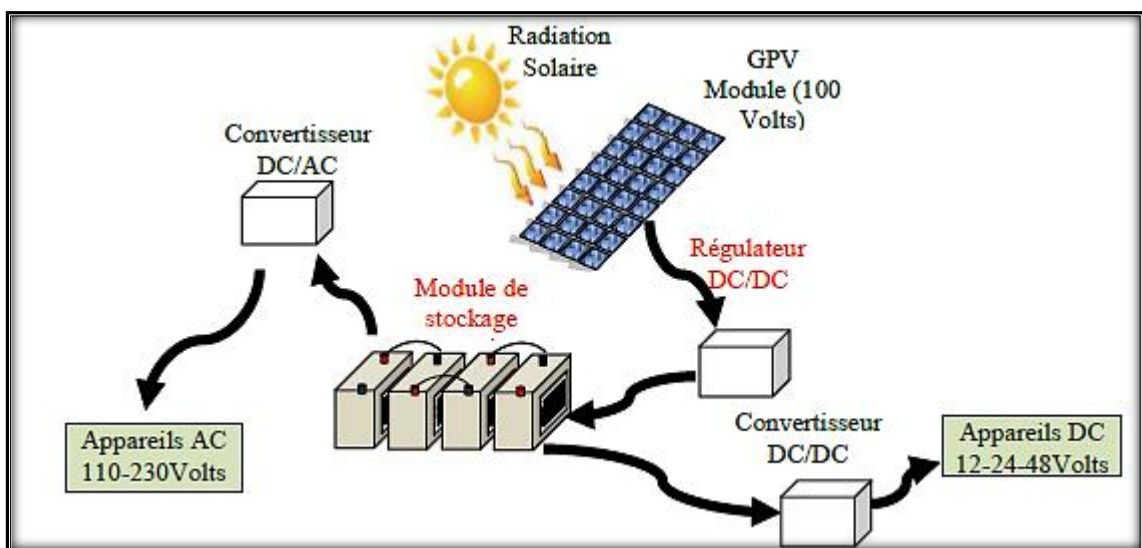 Radiation
Solaire
GPV
Module (100
Volts)
Convertisseur
DC/AC
Régulateur
DC/DC
Module de
stockage
Appareils AC
110-230Volts
Convertisseur
DC/DC
Appareils DC
12-24-48Volts